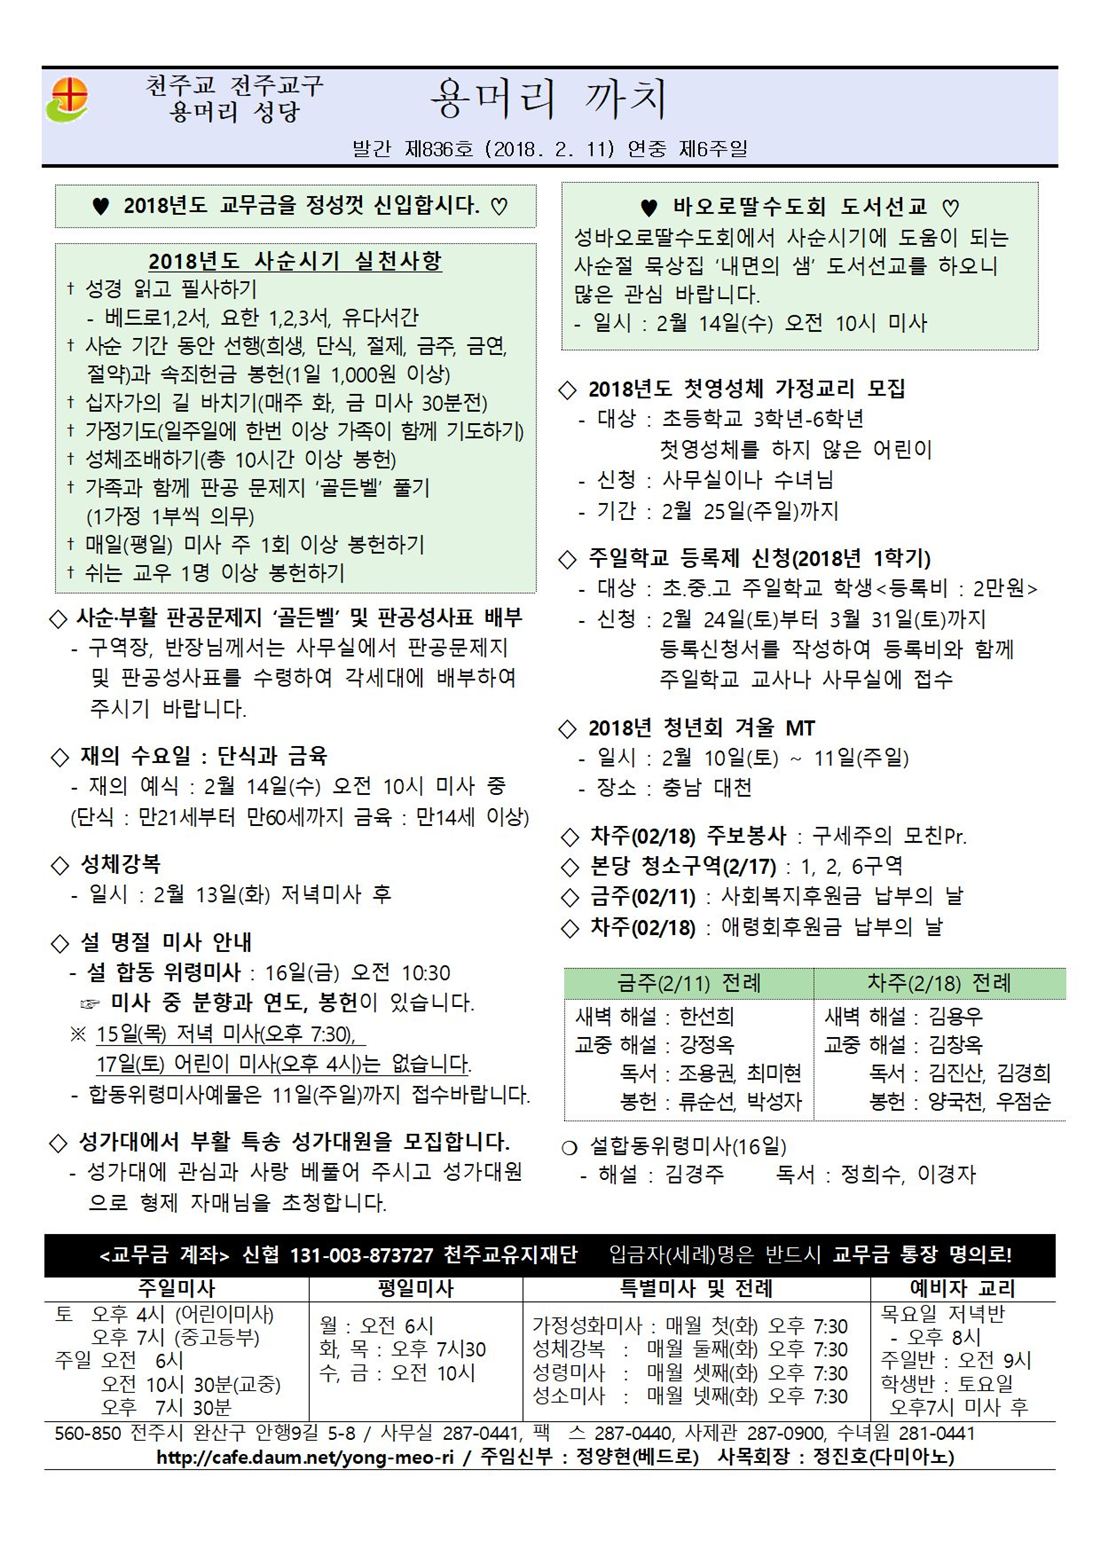 천주교 전주교구
용머리 성당
용머리 까치
발간 제836호 (2018. 2. 11) 연중 제6주일
♥ 2018년도 교무금을 정성껏 신입합시다. ♡
2018년도 사순시기 실천사항
† 성경 읽고 필사하기
- 베드로1,2서, 요한 1,2,3서, 유다서간
† 사순 기간 동안 선행(희생, 단식, 절제, 금주, 금연,
절약)과 속죄헌금 봉헌(1일 1,000원 이상)
† 십자가의 길 바치기(매주 화, 금 미사 30분전)
† 가정기도(일주일에 한번 이상 가족이 함께 기도하기)
† 성체조배하기(총 10시간 이상 봉헌)
† 가족과 함께 판공 문제지 ‘골든벨’ 풀기
(1가정 1부씩 의무)
† 매일(평일) 미사 주 1회 이상 봉헌하기
† 쉬는 교우 1명 이상 봉헌하기
◇ 사순·부활 판공문제지 ‘골든벨’ 및 판공성사표 배부
- 구역장, 반장님께서는 사무실에서 판공문제지
및 판공성사표를 수령하여 각세대에 배부하여
주시기 바랍니다.
◇ 재의 수요일 : 단식과 금육
- 재의 예식 : 2월 14일(수) 오전 10시 미사 중
(단식 : 만21세부터 만60세까지 금육 : 만14세 이상)
◇ 성체강복
- 일시 : 2월 13일(화) 저녁미사 후
◇ 설 명절 미사 안내
- 설 합동 위령미사 : 16일(금) 오전 10:30
☞ 미사 중 분향과 연도, 봉헌이 있습니다.
※ 15일(목) 저녁 미사(오후 7:30),
17일(토) 어린이 미사(오후 4시)는 없습니다.
- 합동위령미사예물은 11일(주일)까지 접수바랍니다.
◇ 성가대에서 부활 특송 성가대원을 모집합니다.
- 성가대에 관심과 사랑 베풀어 주시고 성가대원
으로 형제 자매님을 초청합니다.
♥ 바오로딸수도회 도서선교 ♡
성바오로딸수도회에서 사순시기에 도움이 되는
사순절 묵상집 ‘내면의 샘’ 도서선교를 하오니
많은 관심 바랍니다.
- 일시 : 2월 14일(수) 오전 10시 미사
◇ 2018년도 첫영성체 가정교리 모집
- 대상 : 초등학교 3학년-6학년
첫영성체를 하지 않은 어린이
- 신청 : 사무실이나 수녀님
- 기간 : 2월 25일(주일)까지
◇ 주일학교 등록제 신청(2018년 1학기)
- 대상 : 초.중.고 주일학교 학생<등록비 : 2만원>
- 신청 : 2월 24일(토)부터 3월 31일(토)까지
등록신청서를 작성하여 등록비와 함께
주일학교 교사나 사무실에 접수
◇ 2018년 청년회 겨울 MT
- 일시 : 2월 10일(토) ~ 11일(주일)
- 장소 : 충남 대천
◇ 차주(02/18) 주보봉사 : 구세주의 모친Pr.
◇ 본당 청소구역(2/17) : 1, 2, 6구역
◇ 금주(02/11) : 사회복지후원금 납부의 날
◇ 차주(02/18) : 애령회후원금 납부의 날
금주(2/11) 전례 차주(2/18) 전례
새벽 해설 : 한선희 새벽 해설 : 김용우
교중 해설 : 강정옥 교중 해설 : 김창옥
독서 : 조용권, 최미현 독서 : 김진산, 김경희
봉헌 : 류순선, 박성자 봉헌 : 양국천, 우점순
❍ 설합동위령미사(16일)
- 해설 : 김경주 독서 : 정희수, 이경자
<교무금 계좌> 신협 131-003-873727 천주교유지재단 입금자(세례)명은 반드시 교무금 통장 명의로!
주일미사 평일미사 특별미사 및 전례 예비자 교리
토 오후 4시 (어린이미사)
오후 7시 (중고등부)
주일 오전 6시
오전 10시 30분(교중)
오후 7시 30분
월 : 오전 6시
화, 목 : 오후 7시30
수, 금 : 오전 10시
가정성화미사 : 매월 첫(화) 오후 7:30
성체강복 : 매월 둘째(화) 오후 7:30
성령미사 : 매월 셋째(화) 오후 7:30
성소미사 : 매월 넷째(화) 오후 7:30
목요일 저녁반
- 오후 8시
주일반 : 오전 9시
학생반 : 토요일
오후7시 미사 후
560-850 전주시 완산구 안행9길 5-8 / 사무실 287-0441, 팩 스 287-0440, 사제관 287-0900, 수녀원 281-0441
http://cafe.daum.net/yong-meo-ri / 주임신부 : 정양현(베드로) 사목회장 : 정진호(다미아노)